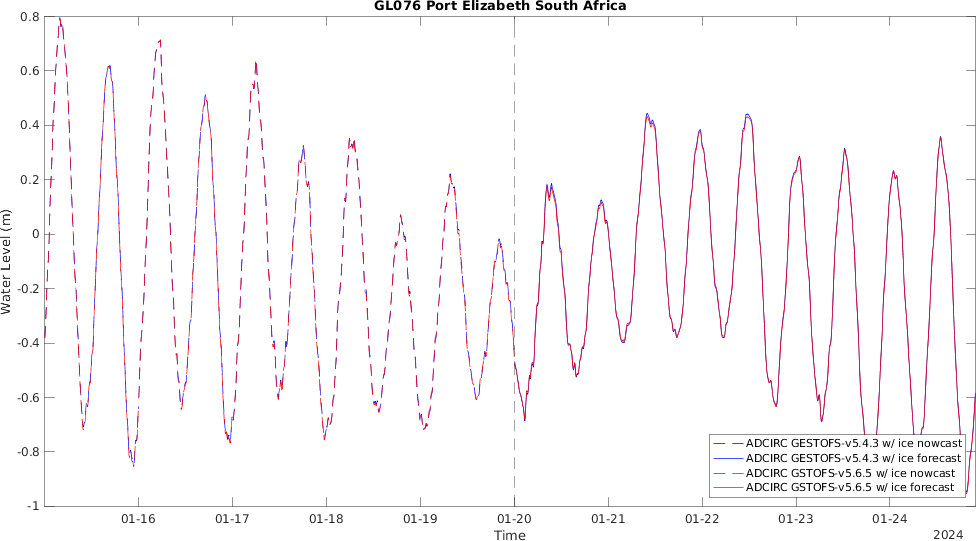 GL076 Port Elizabeth South Africa
0.8
0.6
0.4
0.2
0
-0.2
-0.4
-0.6
-0.8
-1
Water Level (m)
ADCIRC GESTOFS-v5.4.3 w/ ice nowcast
ADCIRC GESTOFS-v5.4.3 w/ ice forecast
ADCIRC GSTOFS-v5.6.5 w/ ice nowcast
ADCIRC GSTOFS-v5.6.5 w/ ice forecast
01-16 01-17 01-18 01-19 01-20 01-21 01-22 01-23 01-24
Time
2024